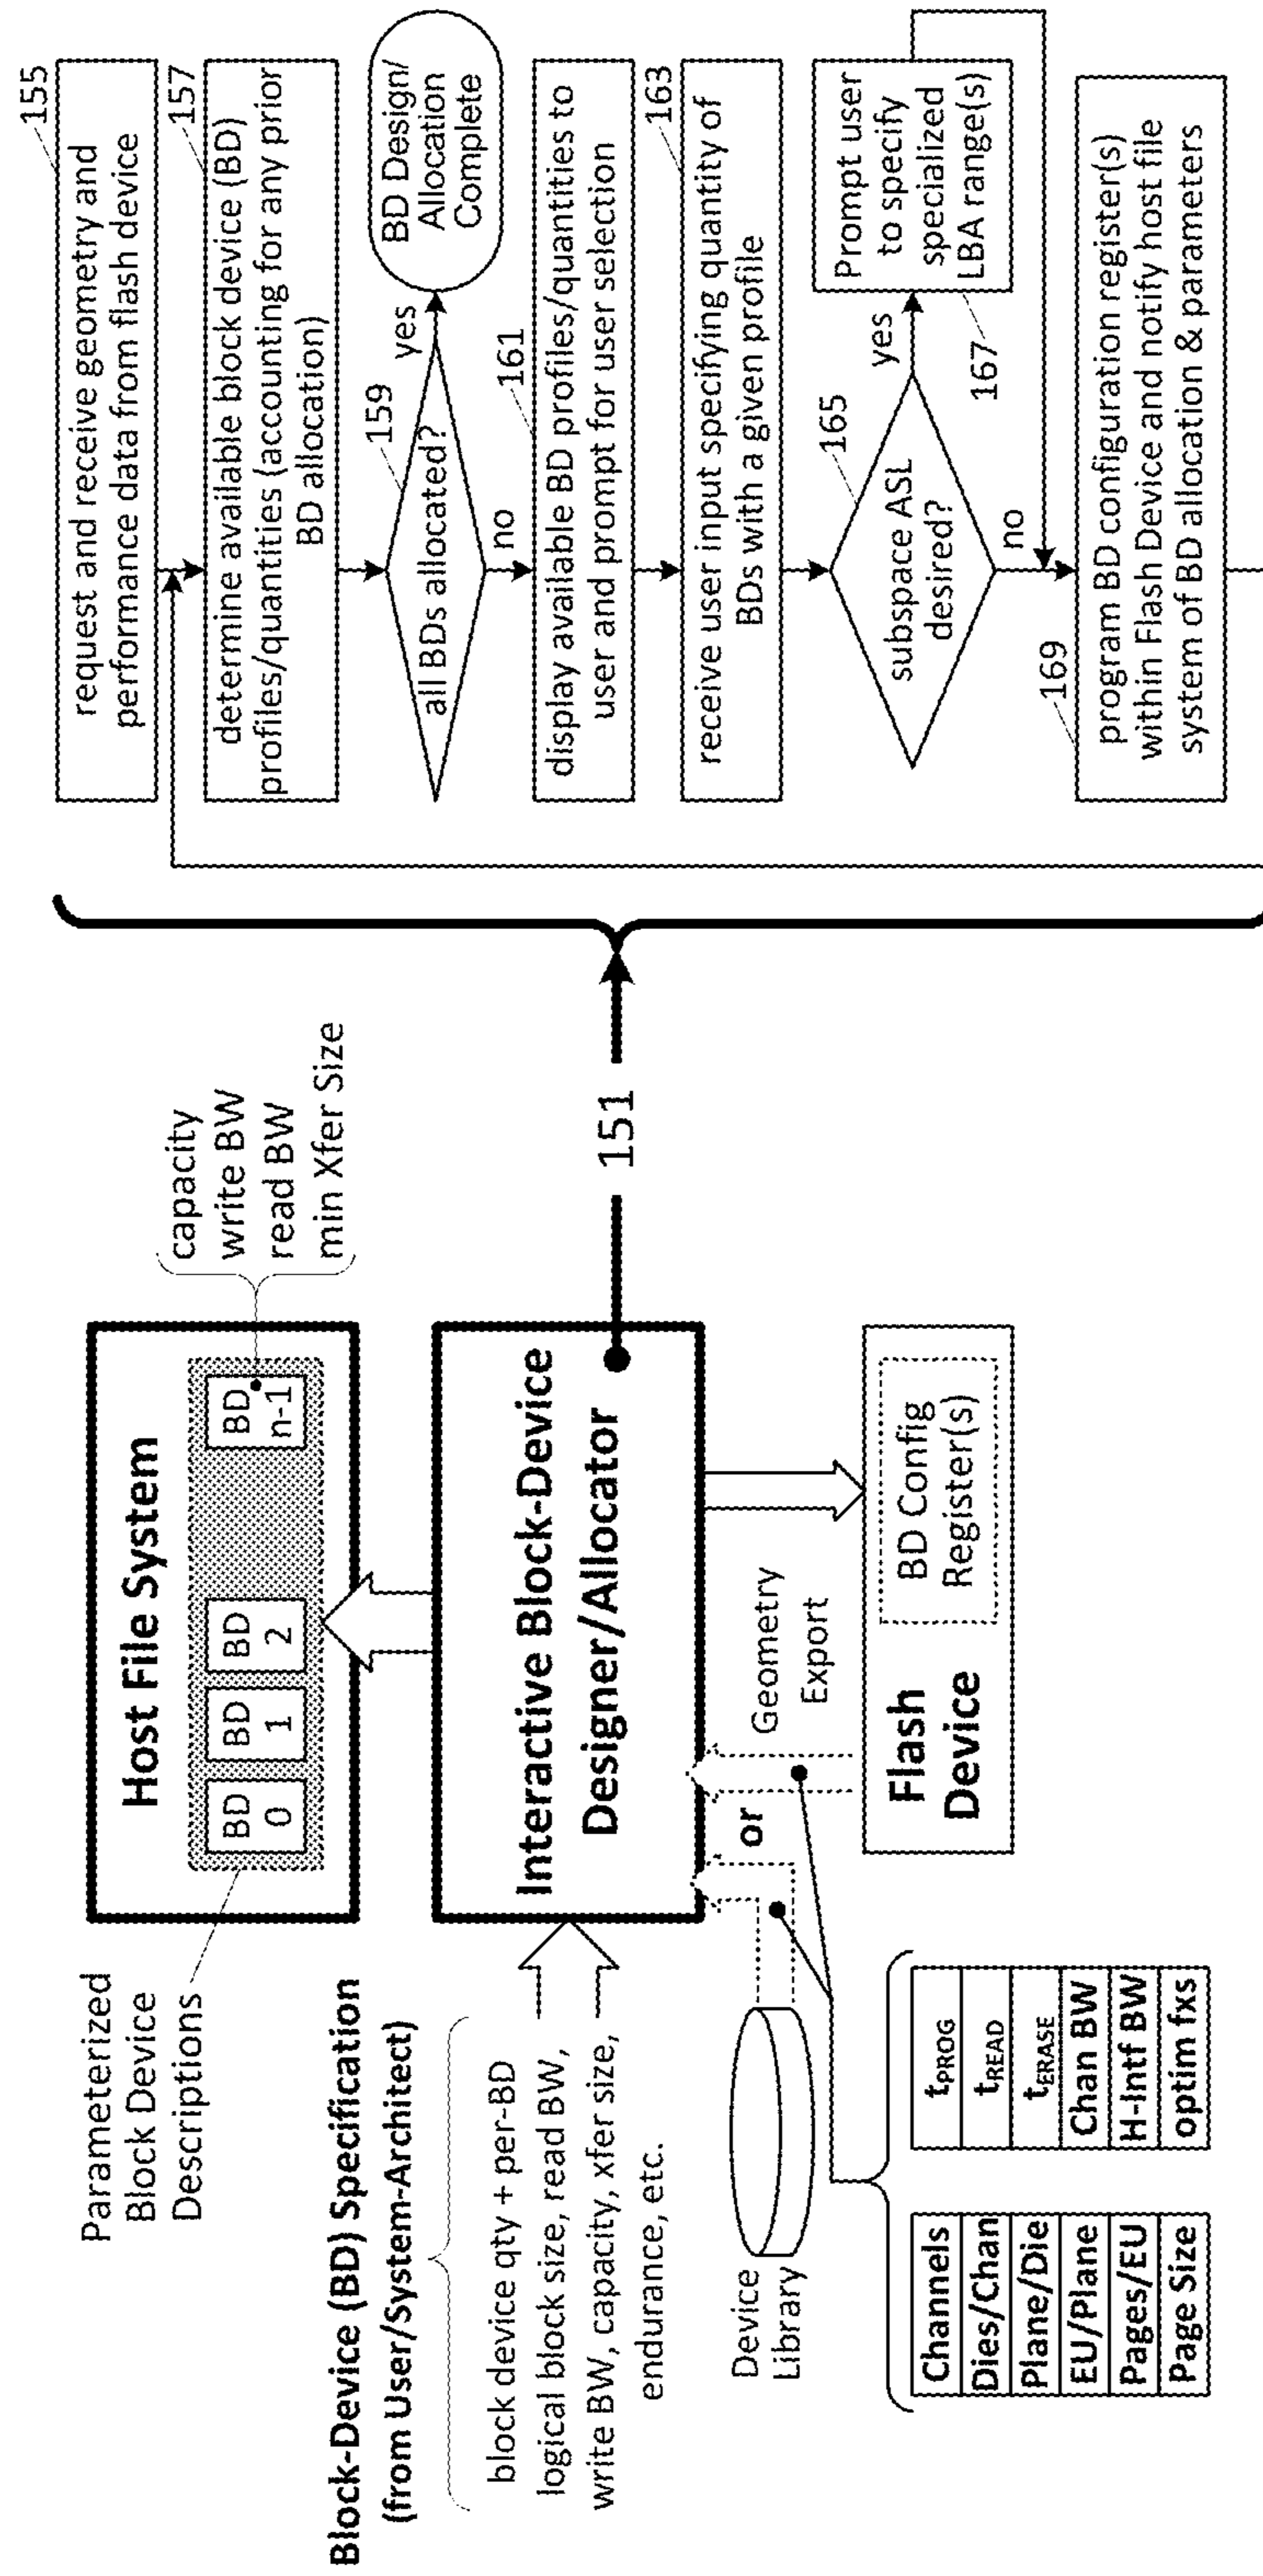 Parameterized
Block Device
Descriptions
Host File System
BD
0
BD
1
BD
2
BD
n-1
capacity
write BW
read BW
min Xfer Size
Block-Device (BD) Specification
(from User/System-Architect)
block device qty + per-BD
logical block size, read BW,
write BW, capacity, xfer size,
endurance, etc.
Interactive Block-Device
Designer/Allocator
151
Device
Library
or
Geometry
Export
Flash
Device
BD Config
Register(s)
Channels
Dies/Chan
Plane/Die
EU/Plane
Pages/EU
Page Size
tPROG
tREAD
tERASE
Chan BW
H-Intf BW
optim fxs
155
request and receive geometry and
performance data from flash device
157
determine available block device (BD)
profiles/quantities (accounting for any prior
BD allocation)
159
all BDs allocated?
yes
BD Design/
Allocation
Complete
no
161
display available BD profiles/quantities to
user and prompt for user selection
163
receive user input specifying quantity of
BDs with a given profile
165
subspace ASL
desired?
yes
Prompt user
to specify
specialized
LBA range(s)
167
no
169
program BD configuration register(s)
within Flash Device and notify host file
system of BD allocation & parameters